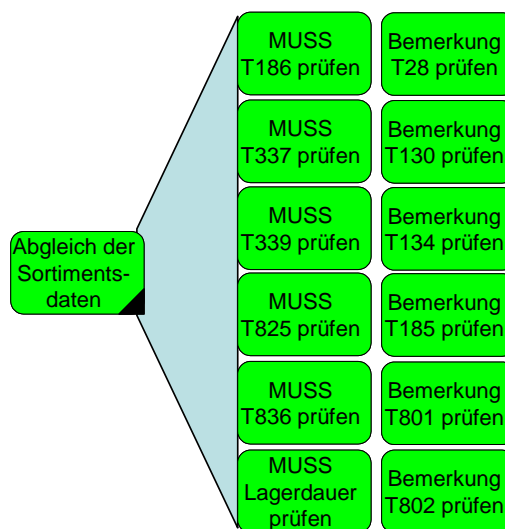 MUSS
T186 prüfen
Bemerkung
T28 prüfen
MUSS
T337 prüfen
Bemerkung
T130 prüfen
Abgleich der
Sortiments-
daten
MUSS
T339 prüfen
Bemerkung
T134 prüfen
MUSS
T825 prüfen
Bemerkung
T185 prüfen
MUSS
T836 prüfen
Bemerkung
T801 prüfen
MUSS
Lagerdauer
prüfen
Bemerkung
T802 prüfen